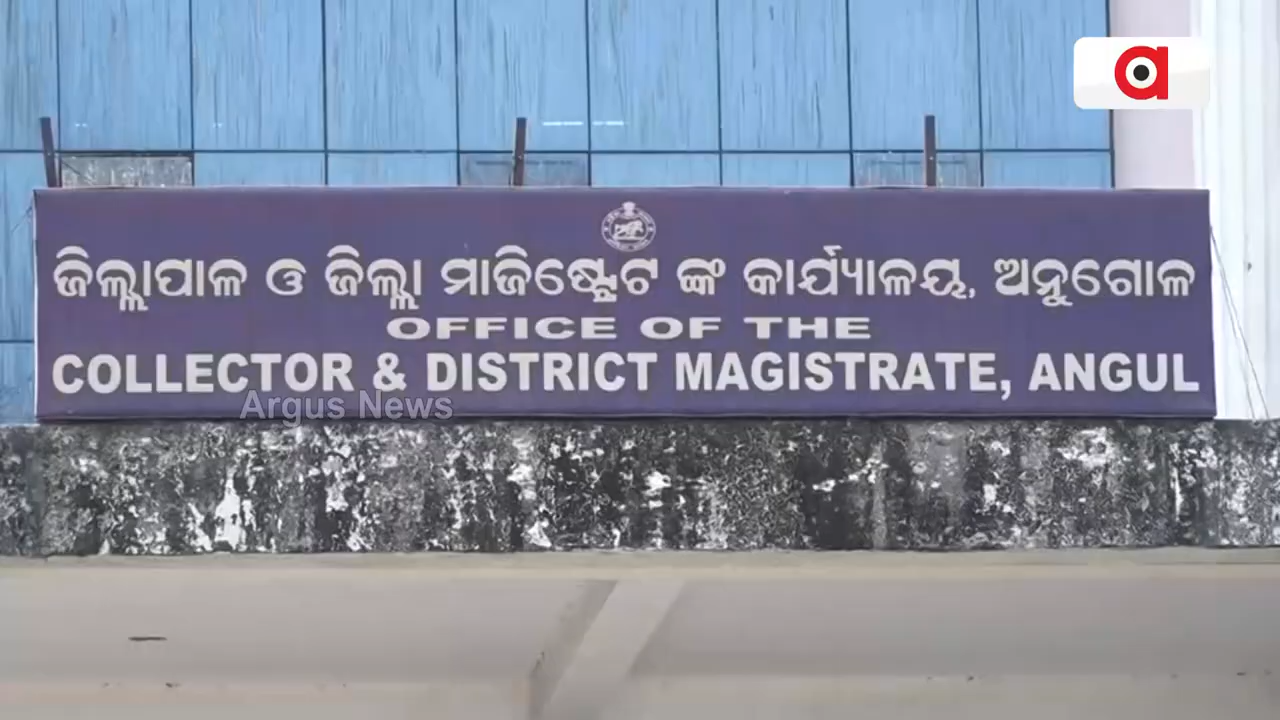 ଜିଲ୍ଲାପାଳ ଓ ଜିଲ୍ଲା ମାଜିଷ୍ଟ୍ରେଟ ଙ୍କ କାର୍ଯ୍ୟାଳୟ, ଅନୁଗୋଳ
OFFICE OF THE
COLLECTOR & DISTRICT MAGISTRATE, ANGUL
Argus News